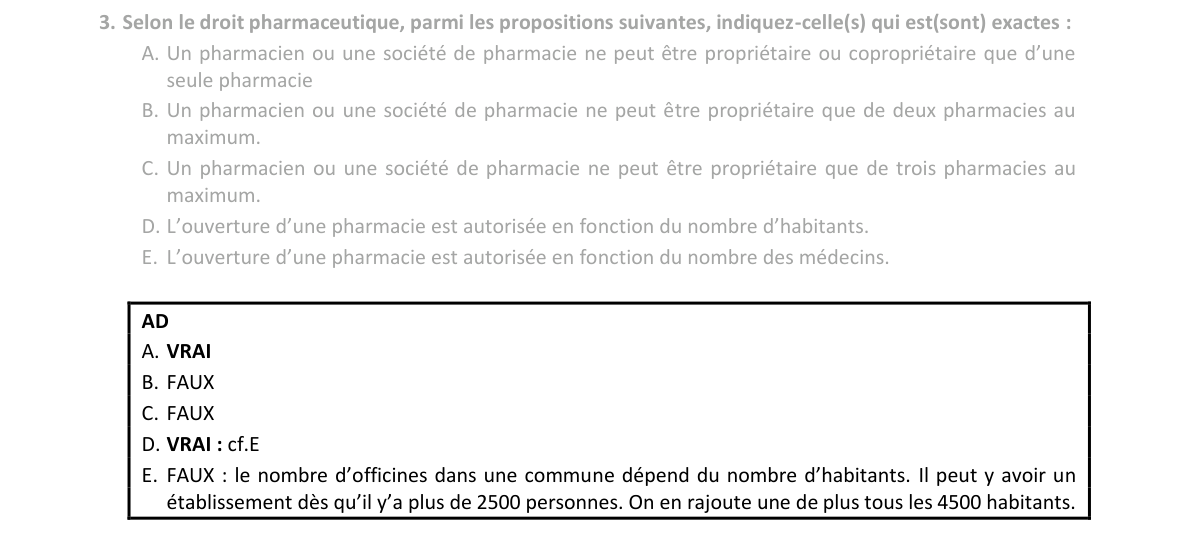 3. Selon le droit pharmaceutique, parmi les propositions suivantes, indiquez-celle(s) qui est(sont) exactes :
A. Un pharmacien ou une société de pharmacie ne peut être propriétaire ou copropriétaire que d’une
seule pharmacie
B. Un pharmacien ou une société de pharmacie ne peut être propriétaire que de deux pharmacies au
maximum.
C. Un pharmacien ou une société de pharmacie ne peut être propriétaire que de trois pharmacies au
maximum.
D. L’ouverture d’une pharmacie est autorisée en fonction du nombre d’habitants.
E. L’ouverture d’une pharmacie est autorisée en fonction du nombre des médecins.
AD
A. VRAI
B. FAUX
C. FAUX
D. VRAI : cf.E
E. FAUX : le nombre d’officines dans une commune dépend du nombre d’habitants. Il peut y avoir un
établissement dès qu’il y’a plus de 2500 personnes. On en rajoute une de plus tous les 4500 habitants.